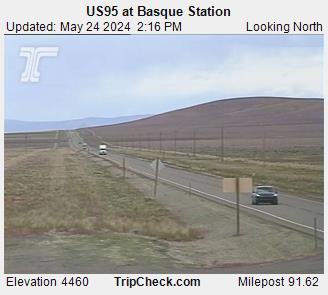 US95 at Basque Station
Updated: May 24 2024 2:16 PM Looking North
Elevation 4460 TripCheck.com Milepost 91.62